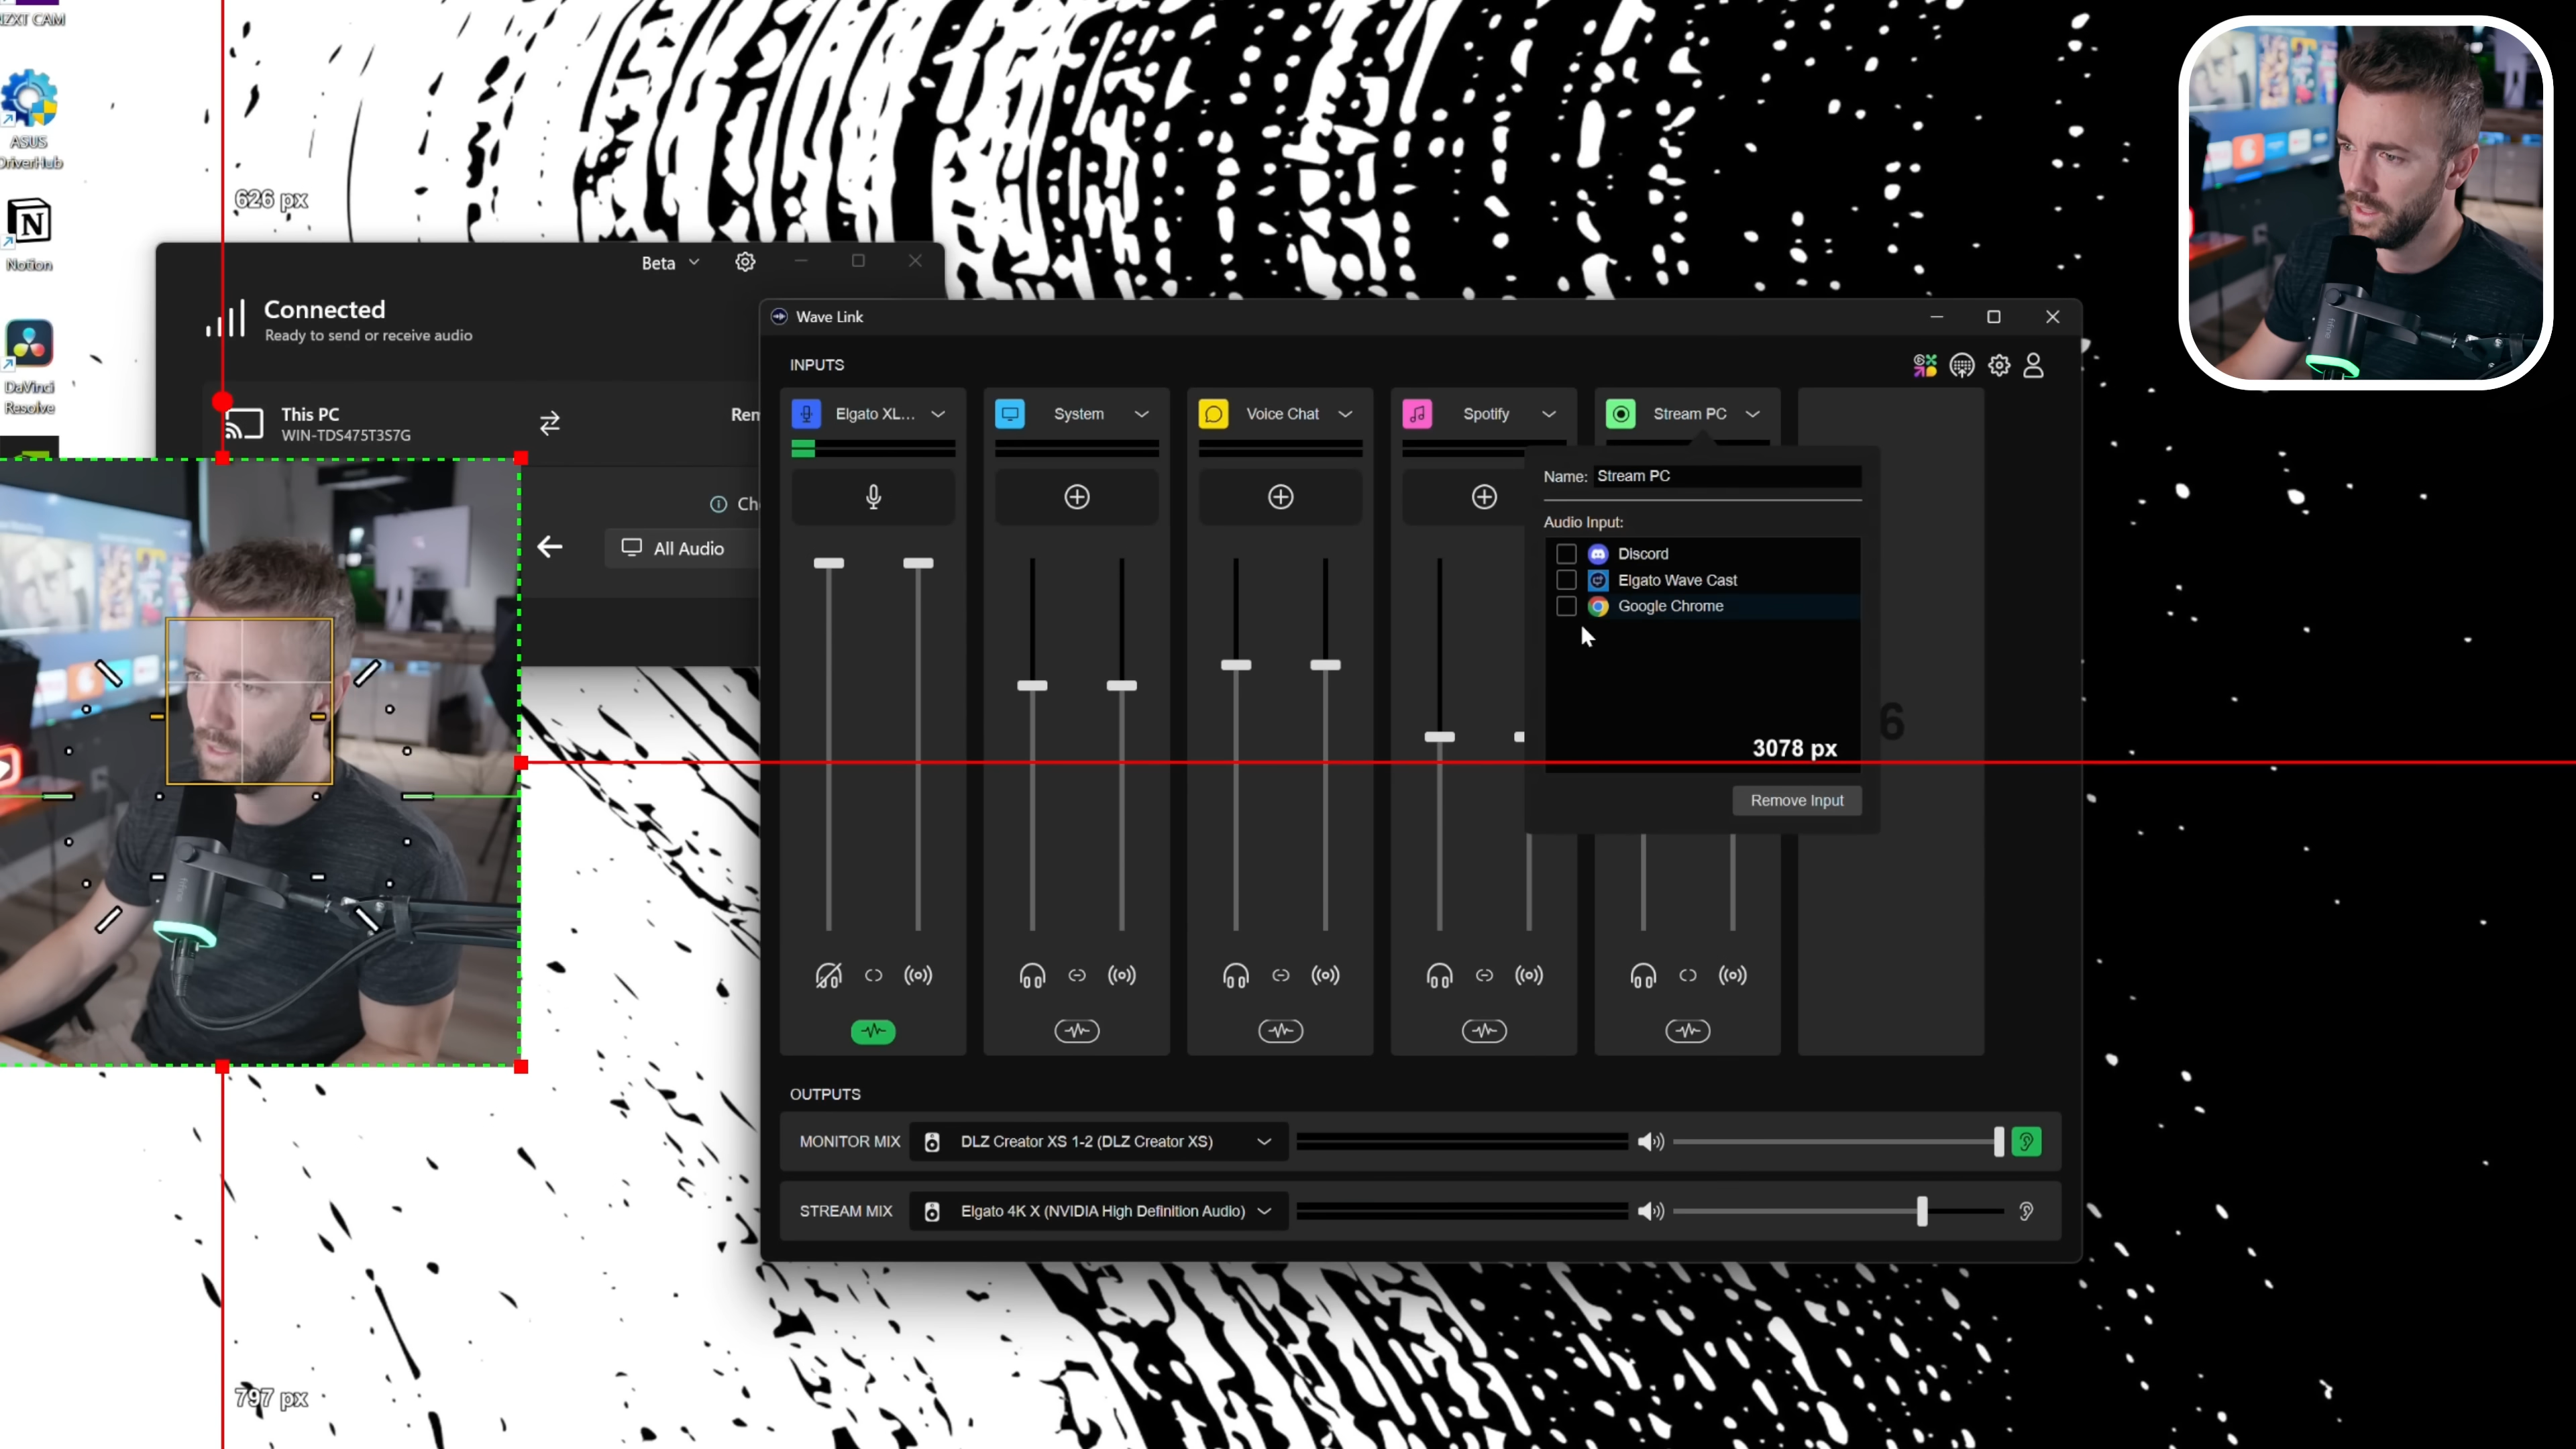 ZXT CAM
ASUS
DriverHub
Notion
DaVinci
Resolve
626 px
Beta
Connected
Ready to send or receive audio
This PC
WIN-TDS475T3S7G
All Audio
Wave Link
INPUTS
Elgato XL...
System
Voice Chat
Spotify
Stream PC
Name: Stream PC
Audio Input:
Discord
Elgato Wave Cast
Google Chrome
3078 px
6
Remove Input
OUTPUTS
MONITOR MIX
DLZ Creator XS 1-2 (DLZ Creator XS)
STREAM MIX
Elgato 4K X (NVIDIA High Definition Audio)
797 px